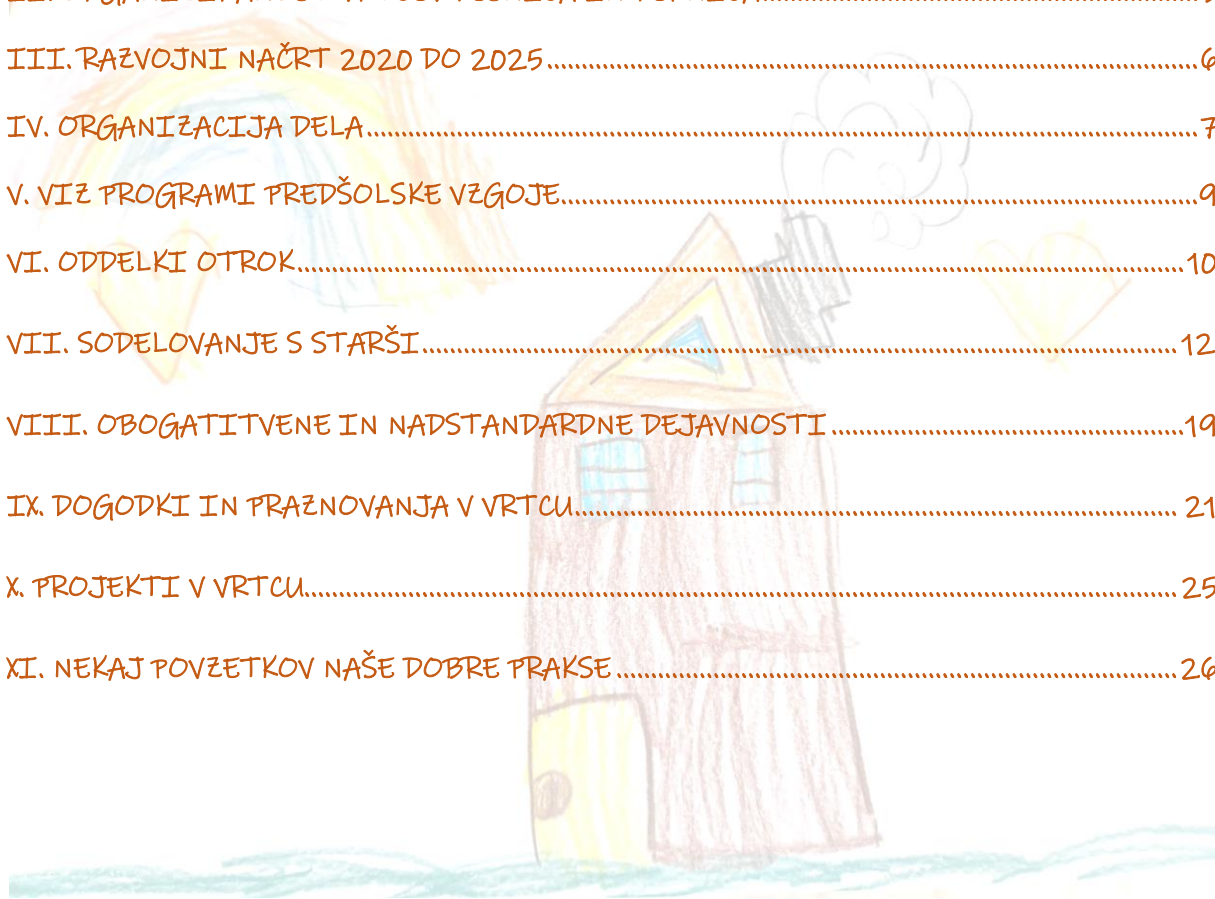 III. RAZVOJNI NAČRT 2020 DO 2025 6
IV. ORGANIZACIJA DELA 7
V. VIZ PROGRAMI PREDŠOLSKE VZGOJE 9
VI. ODDELKI OTROK 10
VII. SODELOVANJE S STARŠI 12
VIII. OBOGATITVENE IN NADSTANDARDNE DEJAVNOSTI 19
IX. DOGODKI IN PRAZNOVANJA V VRTCU 21
X. PROJEKTI V VRTCU 25
XI. NEKAJ POVZETKOV NAŠE DOBRE PRAKSE 26